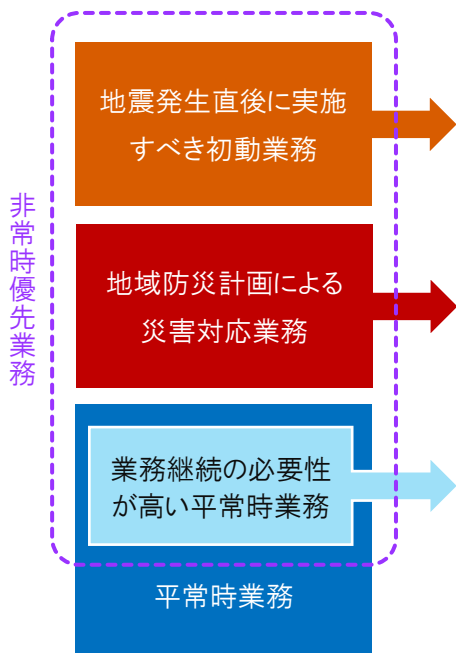 非常時優先業務
地震発生直後に実施
すべき初動業務
地域防災計画による
災害対応業務
業務継続の必要性
が高い平常時業務
平常時業務